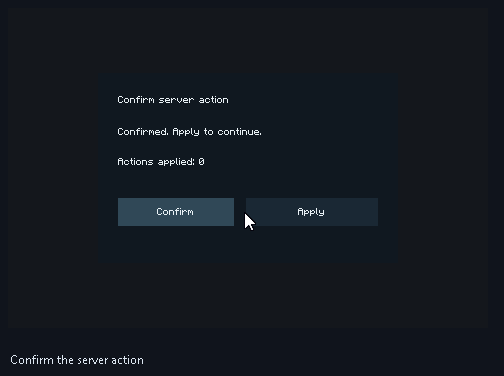 Confirm server action
Confirmed. Apply to continue.
Actions applied: 0
Confirm
Apply
Confirm the server action